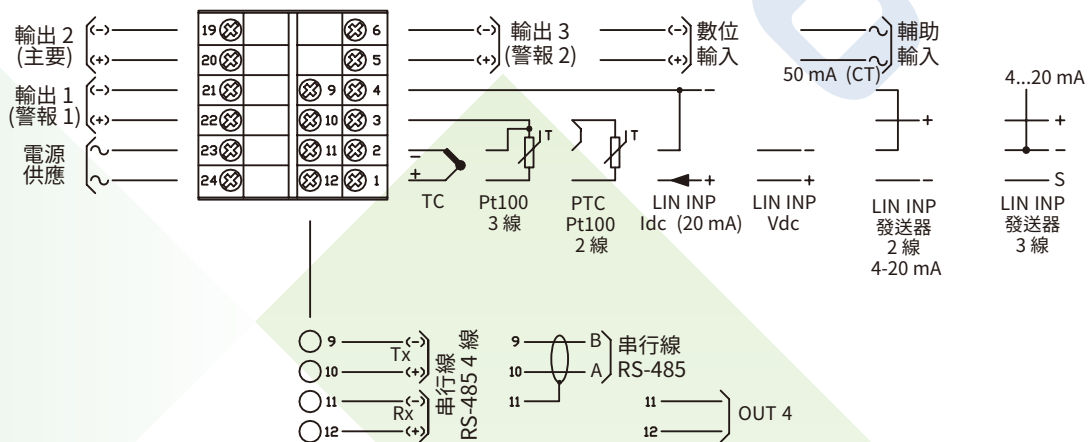 輸出 2
(主要)
(-)
(+)
輸出 1
(警報 1)
(-)
(+)
電源
供應
19
20
21
22
23
24
9
10
11
12
6
5
4
3
2
1
(-)
(+)
輸出 3
(警報 2)
(-)
(+)
數位
輸入
50 mA (CT)
輔助
輸入
−
+
TC
T
Pt100
3 線
T
PTC
Pt100
2 線
−
+
LIN INP
Idc (20 mA)
−
+
LIN INP
Vdc
+
−
LIN INP
發送器
2 線
4-20 mA
4...20 mA
+
−
S
LIN INP
發送器
3 線
9
10
11
12
Tx
(-)
(+)
Rx
(-)
(+)
串行線
RS-485 4 線
9
10
11
B
A
串行線
RS-485
11
12
OUT 4